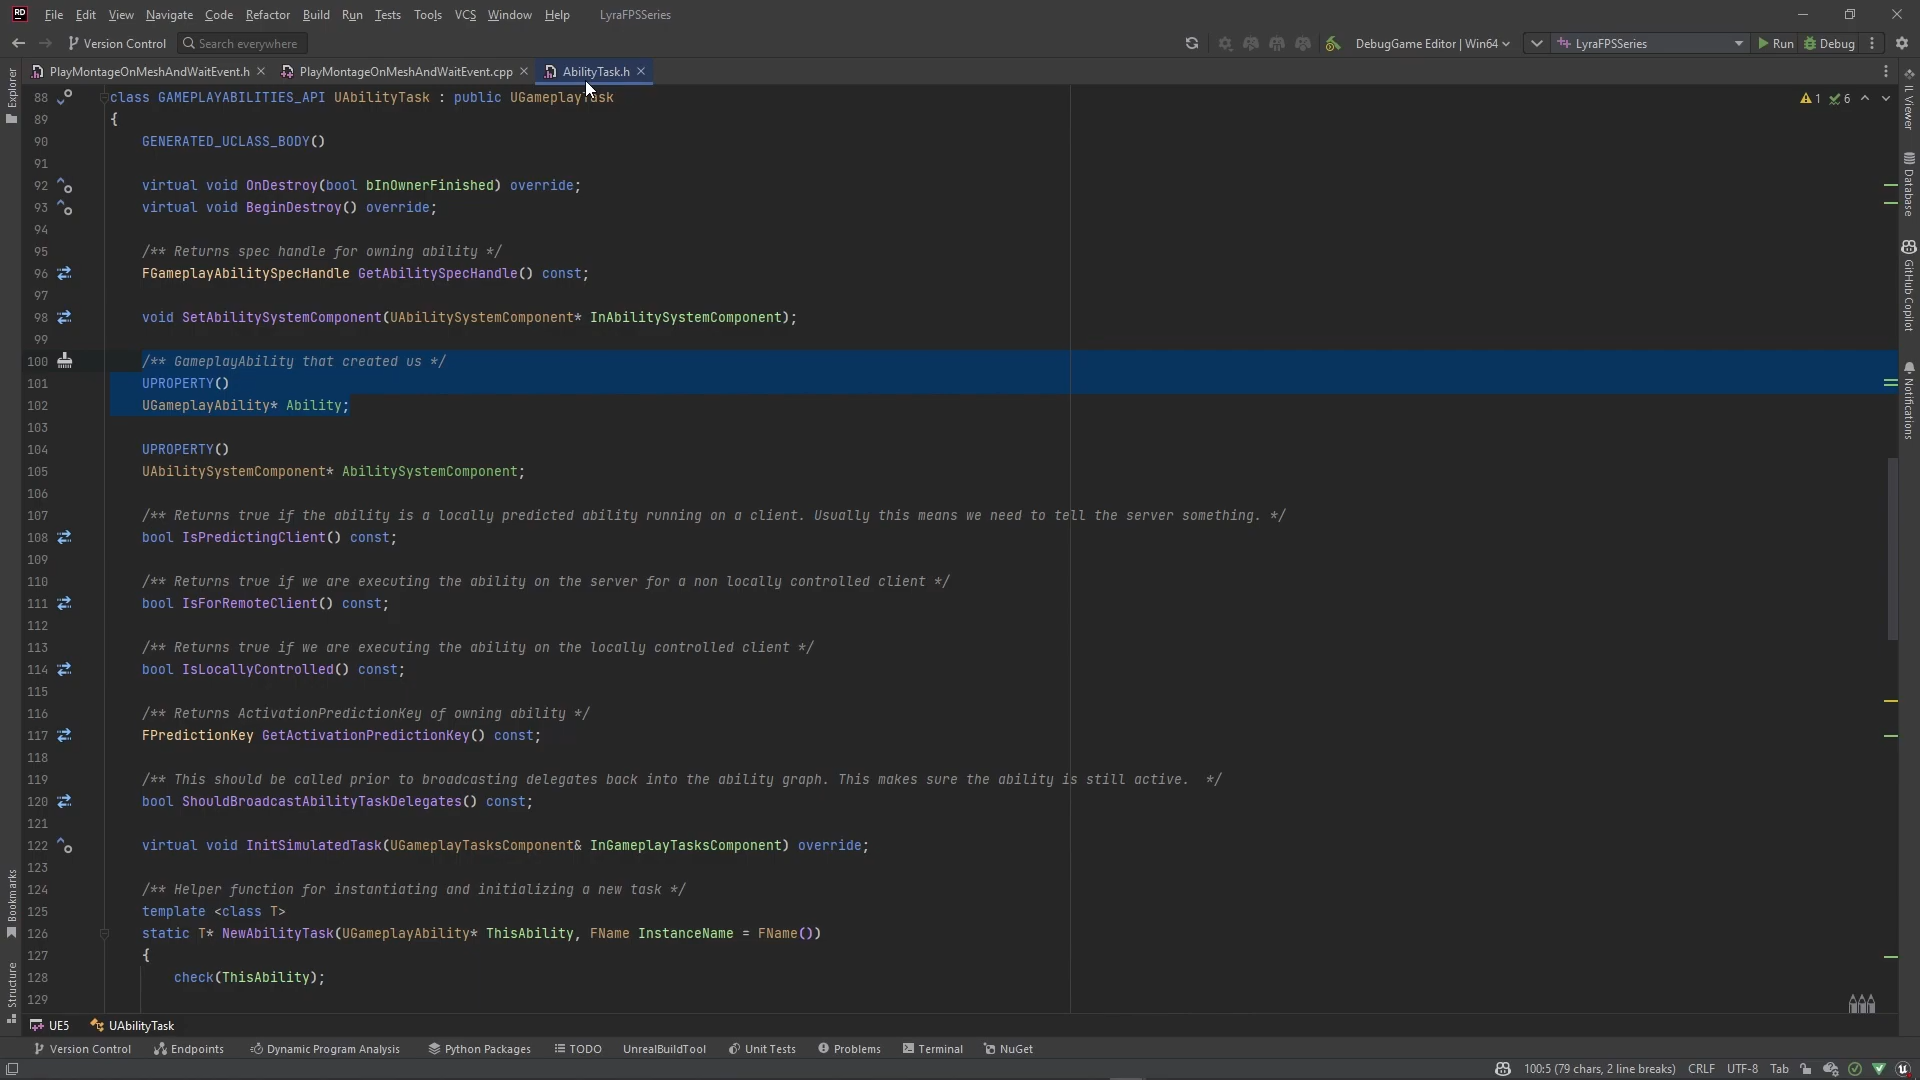 RD File Edit View Navigate Code Refactor Build Run Tests Tools VCS Window Help LyraFPSSeries
Version Control Search everywhere DebugGame Editor | Win64 LyraFPSSeries Run Debug
PlayMontageOnMeshAndWaitEvent.h PlayMontageOnMeshAndWaitEvent.cpp AbilityTask.h
88 class GAMEPLAYABILITIES_API UAbilityTask : public UGameplayTask
1 6
89 {
90 GENERATED_UCLASS_BODY()
91
92 virtual void OnDestroy(bool bInOwnerFinished) override;
93 virtual void BeginDestroy() override;
94
95 /** Returns spec handle for owning ability */
96 FGameplayAbilitySpecHandle GetAbilitySpecHandle() const;
97
98 void SetAbilitySystemComponent(UAbilitySystemComponent* InAbilitySystemComponent);
99
100 /** GameplayAbility that created us */
101 UPROPERTY()
102 UGameplayAbility* Ability;
103
104 UPROPERTY()
105 UAbilitySystemComponent* AbilitySystemComponent;
106
107 /** Returns true if the ability is a locally predicted ability running on a client. Usually this means we need to tell the server something. */
108 bool IsPredictingClient() const;
109
110 /** Returns true if we are executing the ability on the server for a non locally controlled client */
111 bool IsForRemoteClient() const;
112
113 /** Returns true if we are executing the ability on the locally controlled client */
114 bool IsLocallyControlled() const;
115
116 /** Returns ActivationPredictionKey of owning ability */
117 FPredictionKey GetActivationPredictionKey() const;
118
119 /** This should be called prior to broadcasting delegates back into the ability graph. This makes sure the ability is still active.  */
120 bool ShouldBroadcastAbilityTaskDelegates() const;
121
122 virtual void InitSimulatedTask(UGameplayTasksComponent& InGameplayTasksComponent) override;
123
124 /** Helper function for instantiating and initializing a new task */
125 template <class T>
126 static T* NewAbilityTask(UGameplayAbility* ThisAbility, FName InstanceName = FName())
127 {
128 check(ThisAbility);
129
Explorer
Bookmarks
Structure
IL Viewer
Database
GitHub Copilot
Notifications
UE5 UAbilityTask
Version Control Endpoints Dynamic Program Analysis Python Packages TODO UnrealBuildTool Unit Tests Problems Terminal NuGet
100:5 (79 chars, 2 line breaks) CRLF UTF-8 Tab